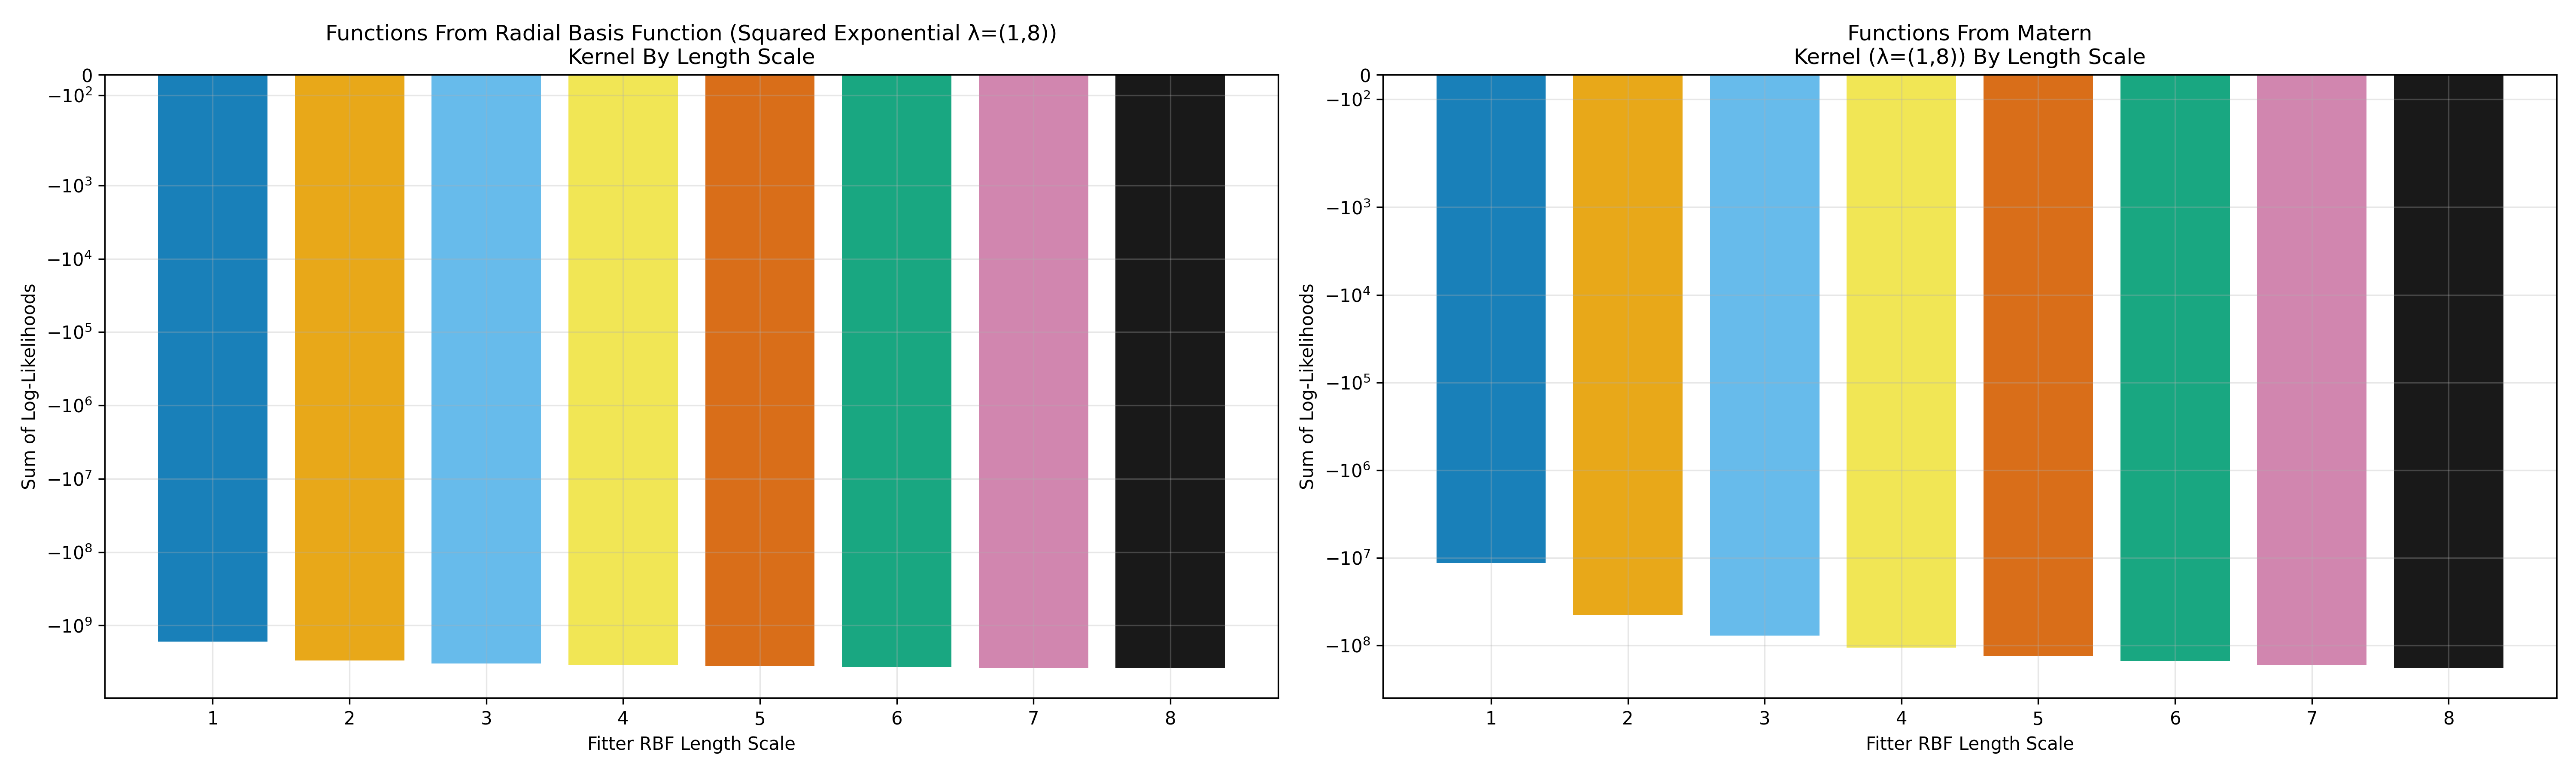 Functions From Radial Basis Function (Squared Exponential λ=(1,8))
Kernel By Length Scale
0
−10²
−10³
−10⁴
−10⁵
−10⁶
−10⁷
−10⁸
−10⁹
Sum of Log-Likelihoods
1 2 3 4 5 6 7 8
Fitter RBF Length Scale
Functions From Matern
Kernel (λ=(1,8)) By Length Scale
0
−10²
−10³
−10⁴
−10⁵
−10⁶
−10⁷
−10⁸
Sum of Log-Likelihoods
1 2 3 4 5 6 7 8
Fitter RBF Length Scale